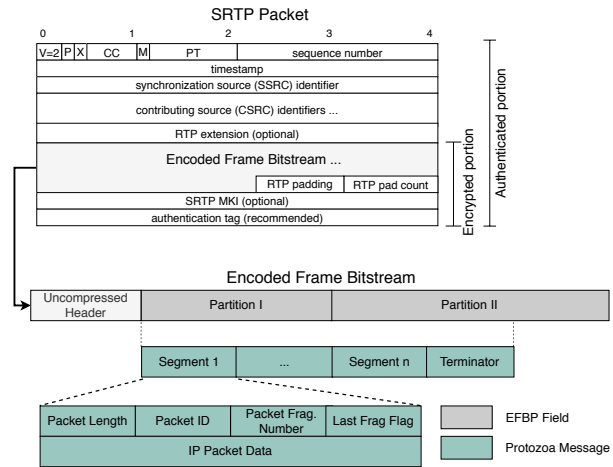 SRTP Packet
0 1 2 3 4
V=2 P X CC M PT sequence number
timestamp
synchronization source (SSRC) identifier
contributing source (CSRC) identifiers ...
RTP extension (optional)
Encoded Frame Bitstream ...
RTP padding RTP pad count
SRTP MKI (optional)
authentication tag (recommended)
Encrypted portion
Authenticated portion
Encoded Frame Bitstream
Uncompressed Header Partition I Partition II
Segment 1 ... Segment n Terminator
Packet Length Packet ID Packet Frag. Number Last Frag Flag
IP Packet Data
EFBP Field
Protozoa Message